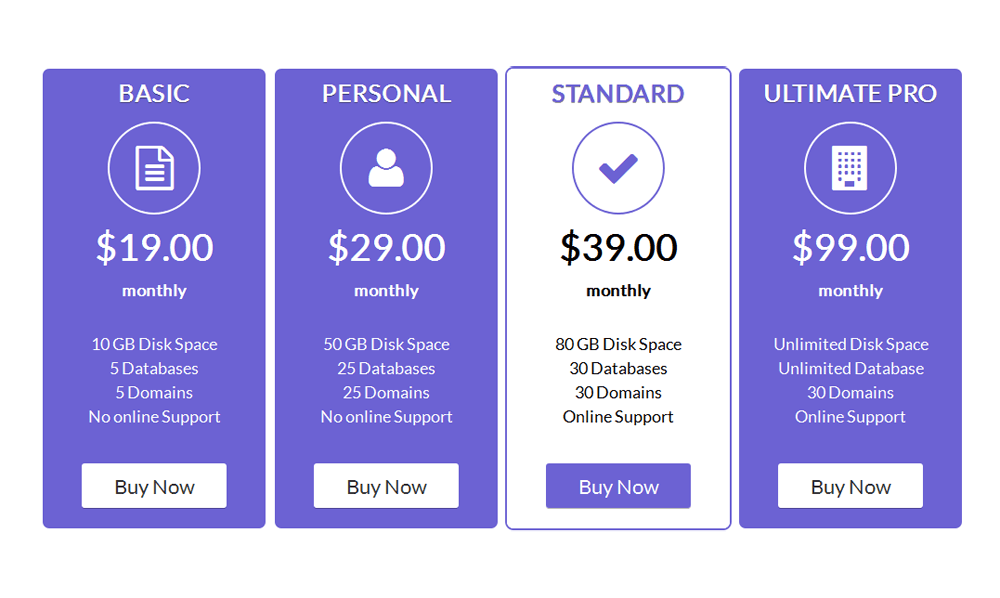 BASIC
$19.00
monthly
10 GB Disk Space
5 Databases
5 Domains
No online Support
Buy Now
PERSONAL
$29.00
monthly
50 GB Disk Space
25 Databases
25 Domains
No online Support
Buy Now
STANDARD
$39.00
monthly
80 GB Disk Space
30 Databases
30 Domains
Online Support
Buy Now
ULTIMATE PRO
$99.00
monthly
Unlimited Disk Space
Unlimited Database
30 Domains
Online Support
Buy Now